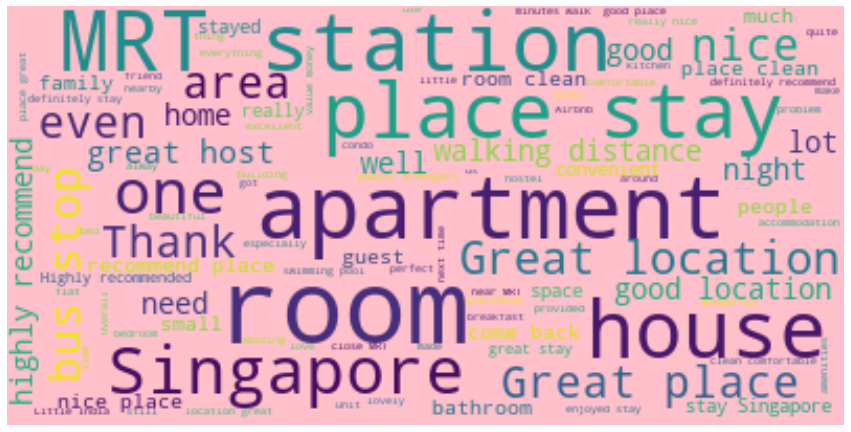 minutes walk
good place
MRT station
stayed
really nice
much
quite
thing
everything
good
nice
kitchen
place clean
family
friend
nearby
area
little
room clean
comfortable
definitely recommend
make
definitely stay
place great
value money
place stay
Airbnb
problem
even
home
really
excellent
lot
great host
condo
well
walking distance
convenient
night
always
building
got
public transport
us
hostel
around
highly recommend
bus stop
one
apartment
people
beautiful
accommodation
Thank
especially
guest
next time
Great location
bed
recommend place
swimming pool
perfect
Highly recommended
flat
need
room
near MRT
space
good location
breakfast
provided
house
Overall
small
bedroom
amazing
love
close MRT
made
come back
great stay
clean comfortable
Singapore
Great place
nice place
Little India
still
location great
unit
lovely
bathroom
enjoyed stay
stay Singapore